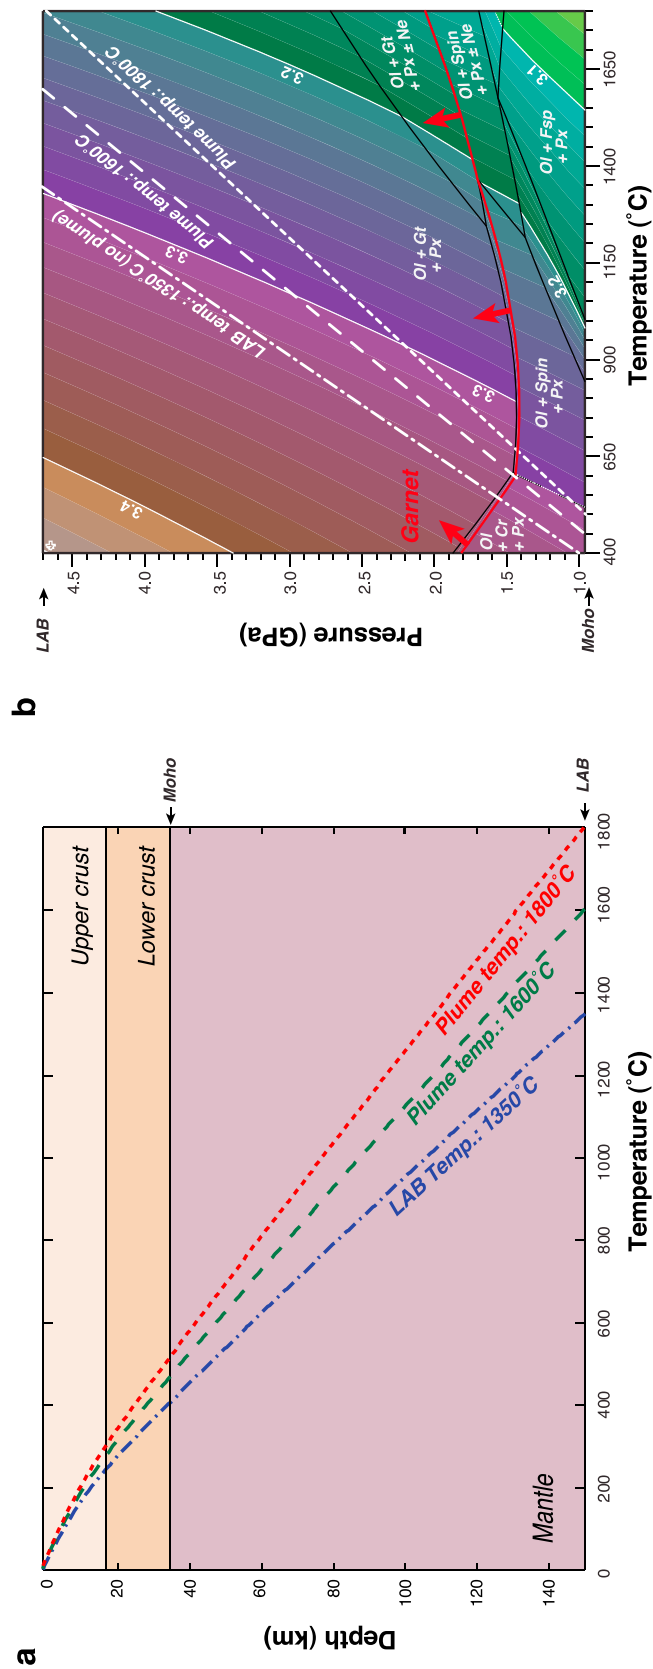 a
Depth (km)
0
20
40
60
80
100
120
140
Upper crust
Lower crust
Mantle
Moho
LAB
LAB Temp.: 1350˚C
Plume temp.: 1600˚C
Plume temp.: 1800˚C
0
200
400
600
800
1000
1200
1400
1600
1800
Temperature (˚C)
b
LAB
Moho
Pressure (GPa)
4.5
4.0
3.5
3.0
2.5
2.0
1.5
1.0
3.4
3.3
3.3
3.2
3.2
3.1
LAB temp.: 1350˚C (no plume)
Plume temp.: 1600˚C
Plume temp.: 1800˚C
Garnet
Ol + Cr
+ Px
Ol + Gt
+ Px
Ol + Spin
+ Px
Ol + Gt
+ Px ± Ne
Ol + Spin
+ Px ± Ne
Ol + Fsp
+ Px
400
650
900
1150
1400
1650
Temperature (˚C)